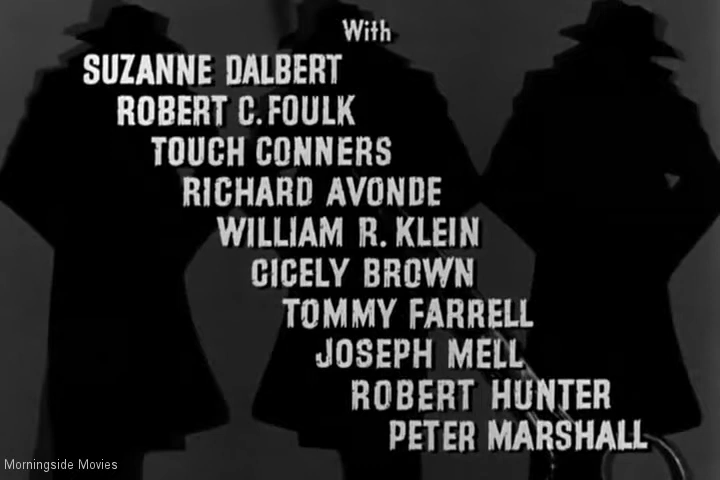 With
SUZANNE DALBERT
ROBERT C. FOULK
TOUCH CONNERS
RICHARD AVONDE
WILLIAM R. KLEIN
CICELY BROWN
TOMMY FARRELL
JOSEPH MELL
ROBERT HUNTER
PETER MARSHALL
Morningside Movies